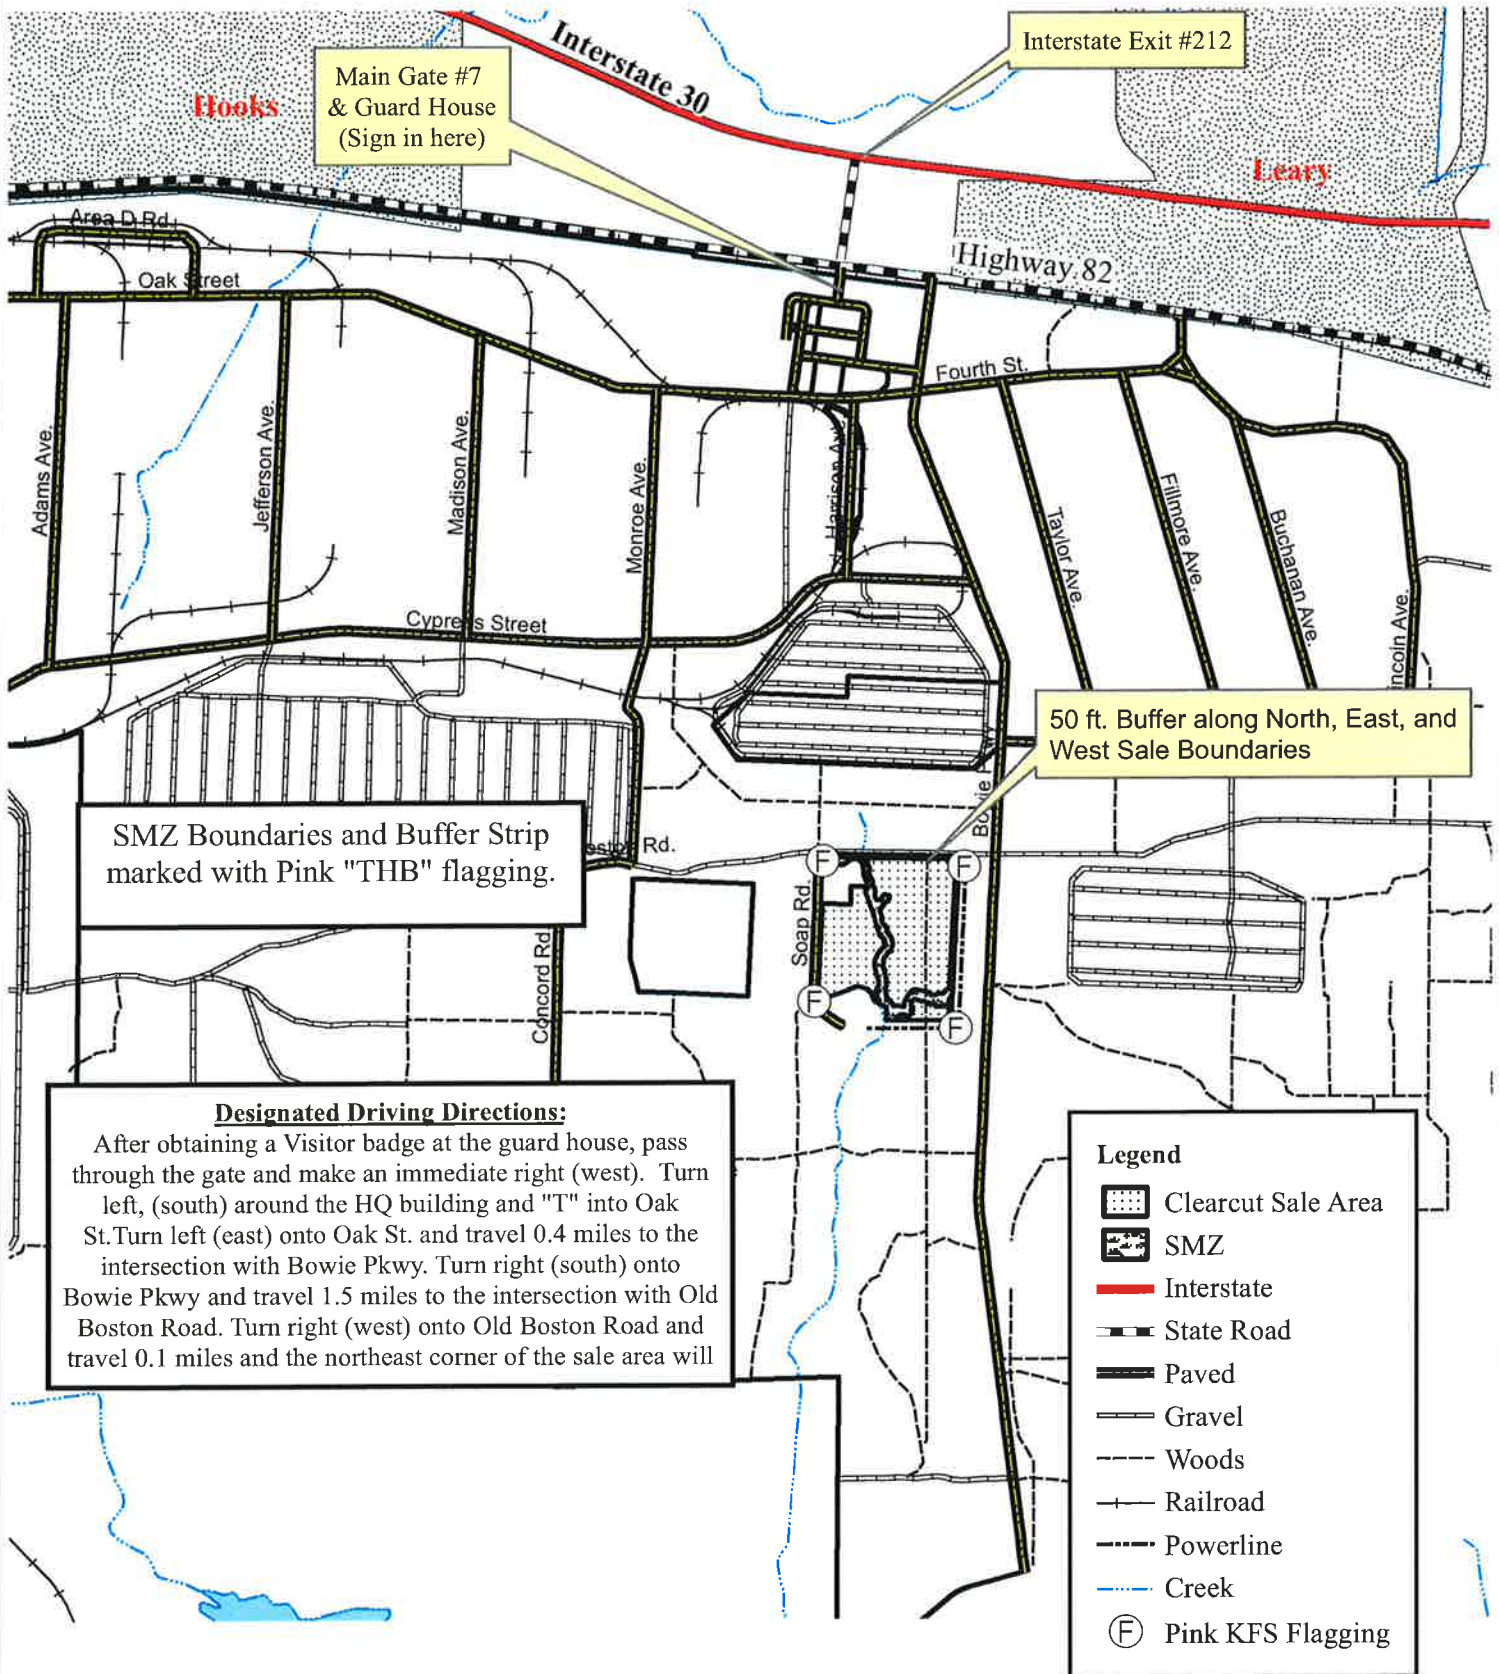 Interstate Exit #212
Interstate 30
Main Gate #7
& Guard House
(Sign in here)
Hooks
Leary
Area D Rd.
Oak Street
Highway 82
Fourth St.
Adams Ave.
Jefferson Ave.
Madison Ave.
Monroe Ave.
Harrison Ave.
Taylor Ave.
Fillmore Ave.
Buchanan Ave.
incoln Ave.
Cypress Street
50 ft. Buffer along North, East, and
West Sale Boundaries
Bowie P
SMZ Boundaries and Buffer Strip
marked with Pink "THB" flagging.
oston Rd.
F
F
Soap Rd.
Concord Rd.
F
F
Designated Driving Directions:
After obtaining a Visitor badge at the guard house, pass
through the gate and make an immediate right (west). Turn
left, (south) around the HQ building and "T" into Oak
St.Turn left (east) onto Oak St. and travel 0.4 miles to the
intersection with Bowie Pkwy. Turn right (south) onto
Bowie Pkwy and travel 1.5 miles to the intersection with Old
Boston Road. Turn right (west) onto Old Boston Road and
travel 0.1 miles and the northeast corner of the sale area will
Legend
Clearcut Sale Area
SMZ
Interstate
State Road
Paved
Gravel
Woods
Railroad
Powerline
Creek
F Pink KFS Flagging